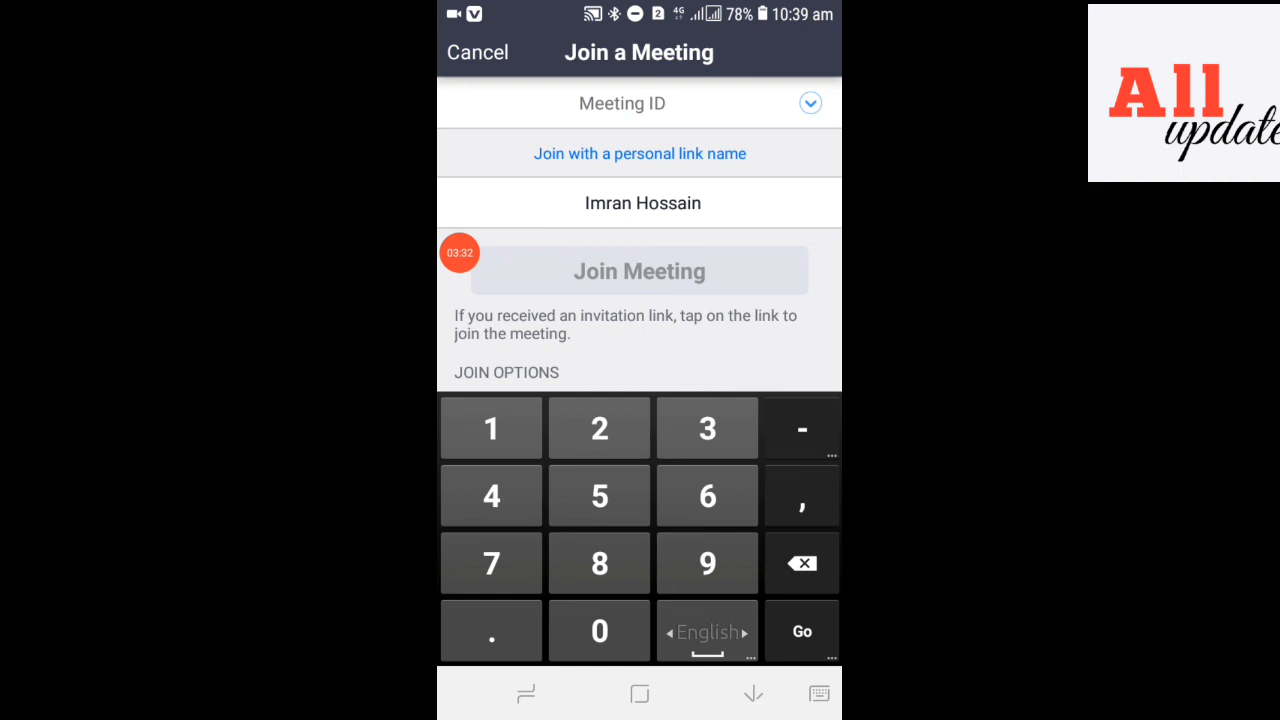 2 4G 78% 10:39 am
Cancel Join a Meeting
Meeting ID
Join with a personal link name
Imran Hossain
03:32
Join Meeting
If you received an invitation link, tap on the link to
join the meeting.
JOIN OPTIONS
1 2 3 -
4 5 6 ,
7 8 9
. 0 English Go
All
update